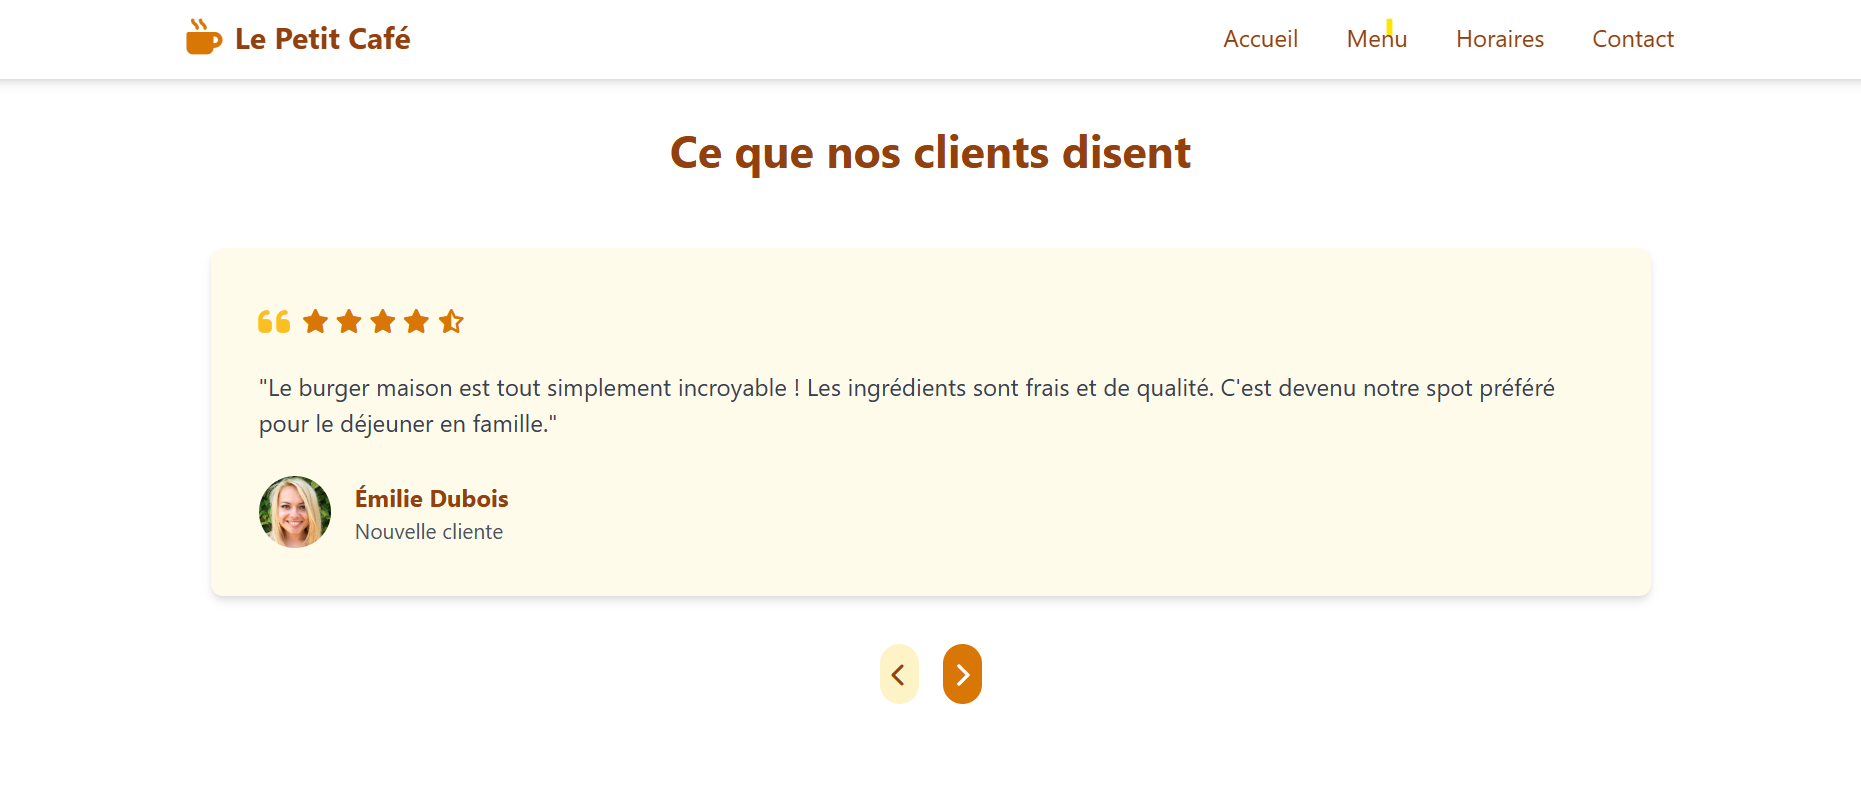 Le Petit Café
Accueil Menu Horaires Contact
Ce que nos clients disent
"Le burger maison est tout simplement incroyable ! Les ingrédients sont frais et de qualité. C'est devenu notre spot préféré
pour le déjeuner en famille."
Émilie Dubois
Nouvelle cliente